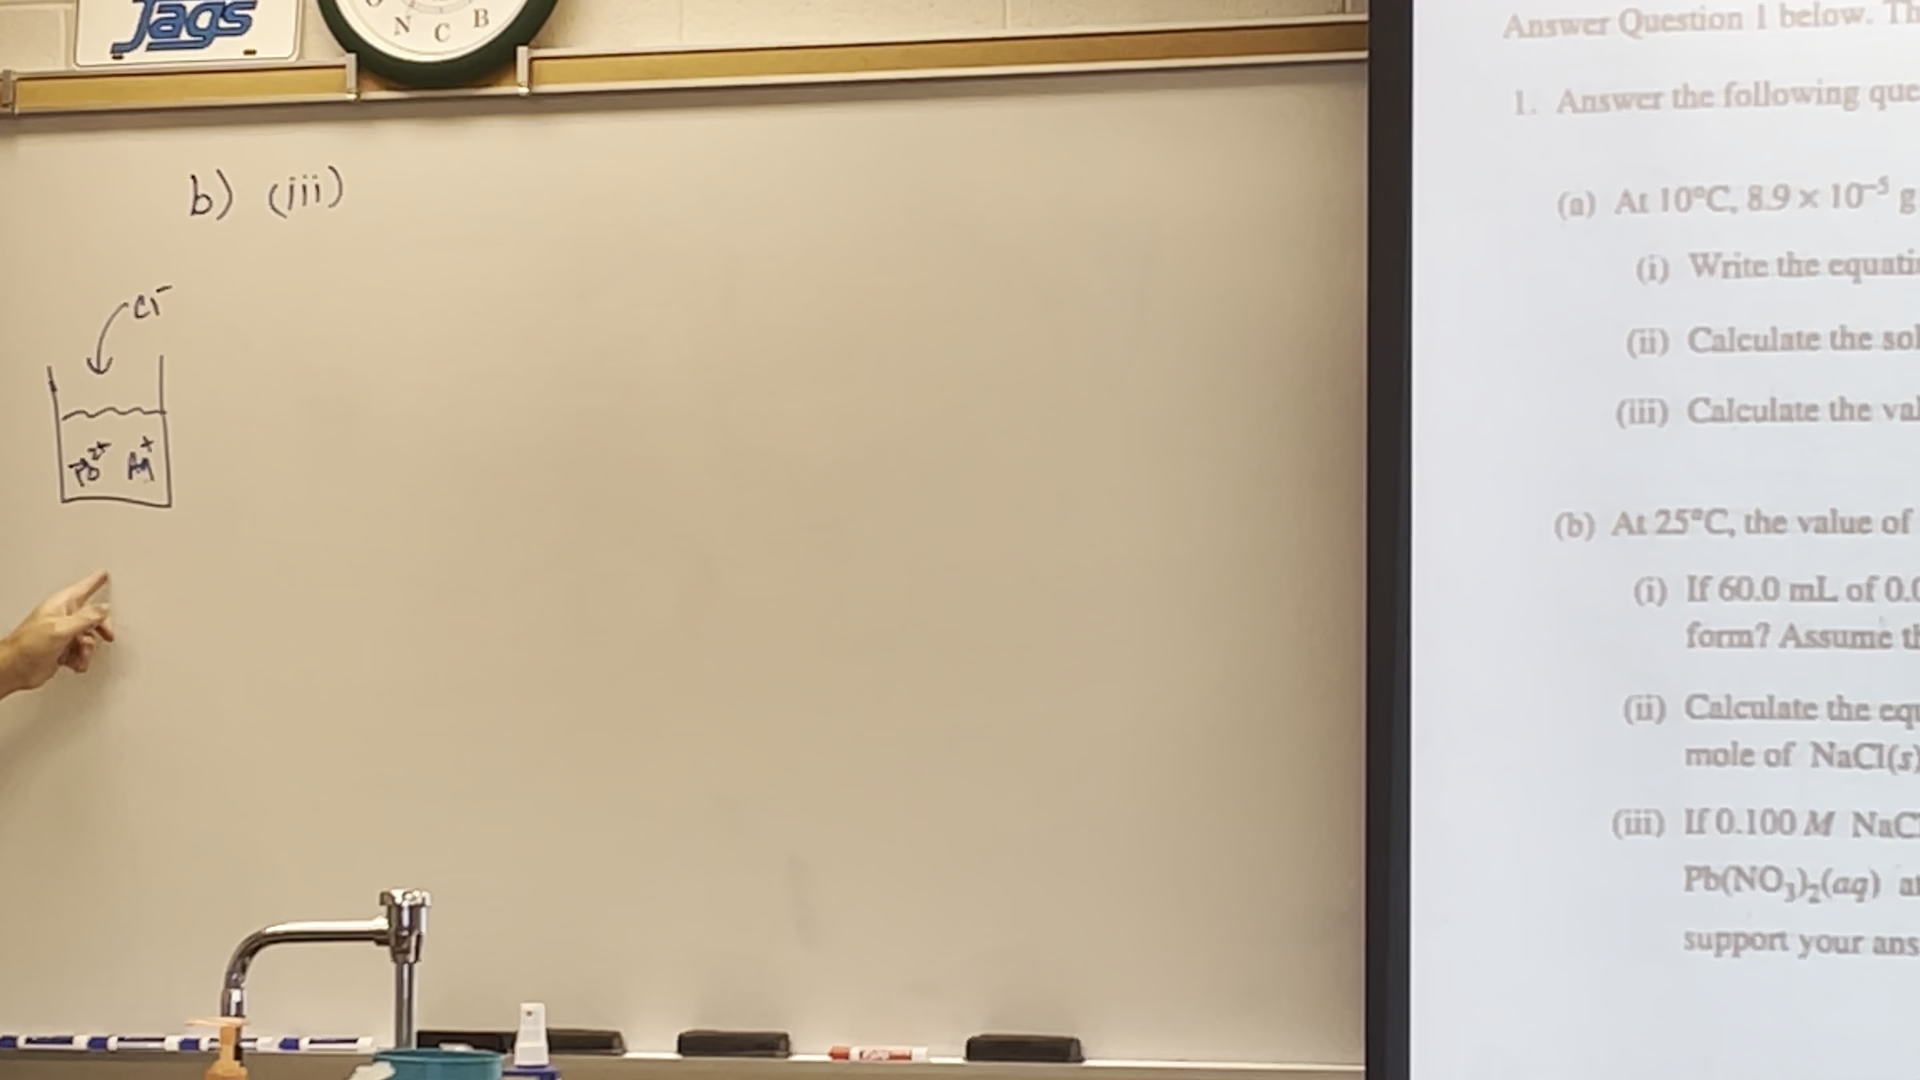 Jags
N C B
b) (iii)
Cl⁻
Pb²⁺ Ag⁺
Answer Question 1 below. Th
1. Answer the following que
(a) At 10°C, 8.9 × 10⁻⁵ g
(i) Write the equati
(ii) Calculate the sol
(iii) Calculate the val
(b) At 25°C, the value of
(i) If 60.0 mL of 0.0
form? Assume th
(ii) Calculate the equ
mole of NaCl(s)
(iii) If 0.100 M NaC
Pb(NO₃)₂(aq) at
support your ans